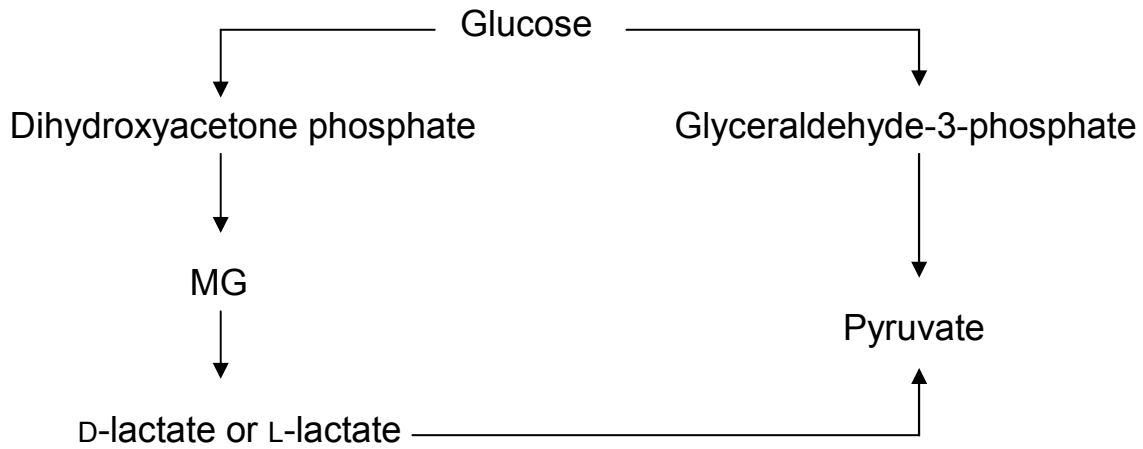 Glucose
Dihydroxyacetone phosphate
Glyceraldehyde-3-phosphate
MG
Pyruvate
D-lactate or L-lactate